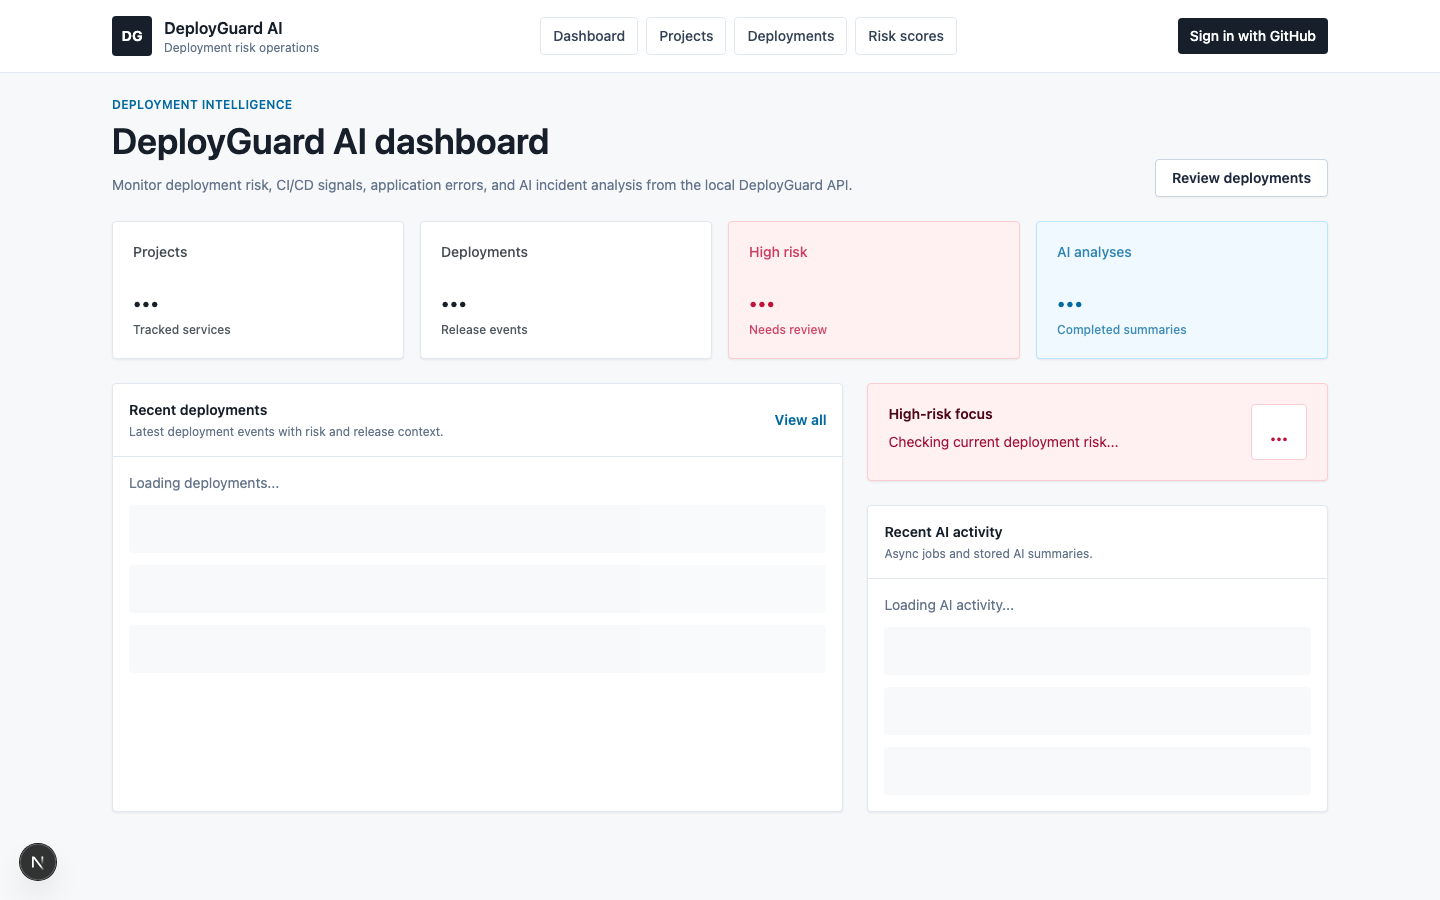 DG
DeployGuard AI
Deployment risk operations
Dashboard
Projects
Deployments
Risk scores
Sign in with GitHub
DEPLOYMENT INTELLIGENCE
DeployGuard AI dashboard
Monitor deployment risk, CI/CD signals, application errors, and AI incident analysis from the local DeployGuard API.
Review deployments
Projects
...
Tracked services
Deployments
...
Release events
High risk
...
Needs review
AI analyses
...
Completed summaries
Recent deployments
Latest deployment events with risk and release context.
View all
Loading deployments...
High-risk focus
Checking current deployment risk...
...
Recent AI activity
Async jobs and stored AI summaries.
Loading AI activity...
N